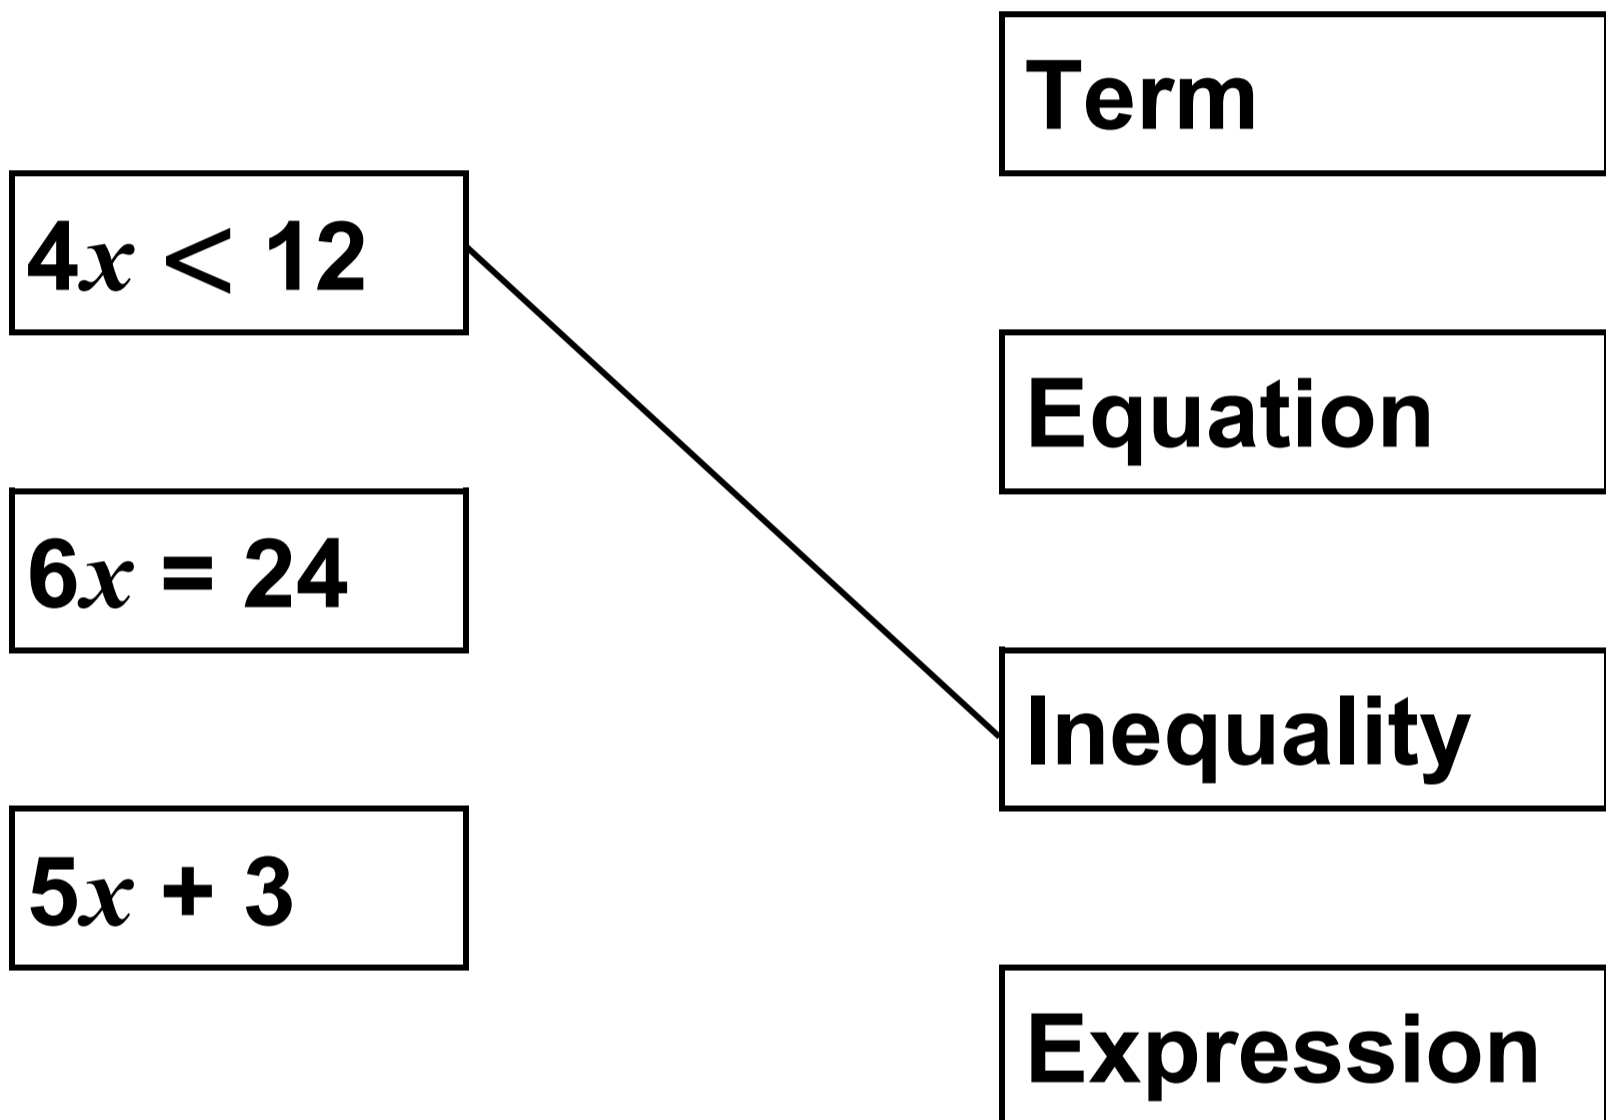 Term
4x < 12
Equation
6x = 24
Inequality
5x + 3
Expression